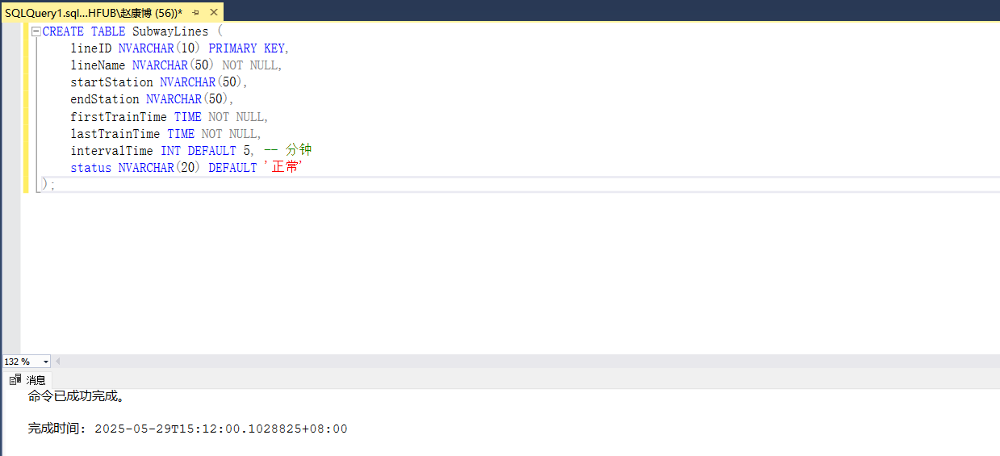 SQLQuery1.sql...HFUB\赵康博 (56))*
CREATE TABLE SubwayLines (
lineID NVARCHAR(10) PRIMARY KEY,
lineName NVARCHAR(50) NOT NULL,
startStation NVARCHAR(50),
endStation NVARCHAR(50),
firstTrainTime TIME NOT NULL,
lastTrainTime TIME NOT NULL,
intervalTime INT DEFAULT 5, -- 分钟
status NVARCHAR(20) DEFAULT '正常'
);
132 %
消息
命令已成功完成。
完成时间: 2025-05-29T15:12:00.1028825+08:00